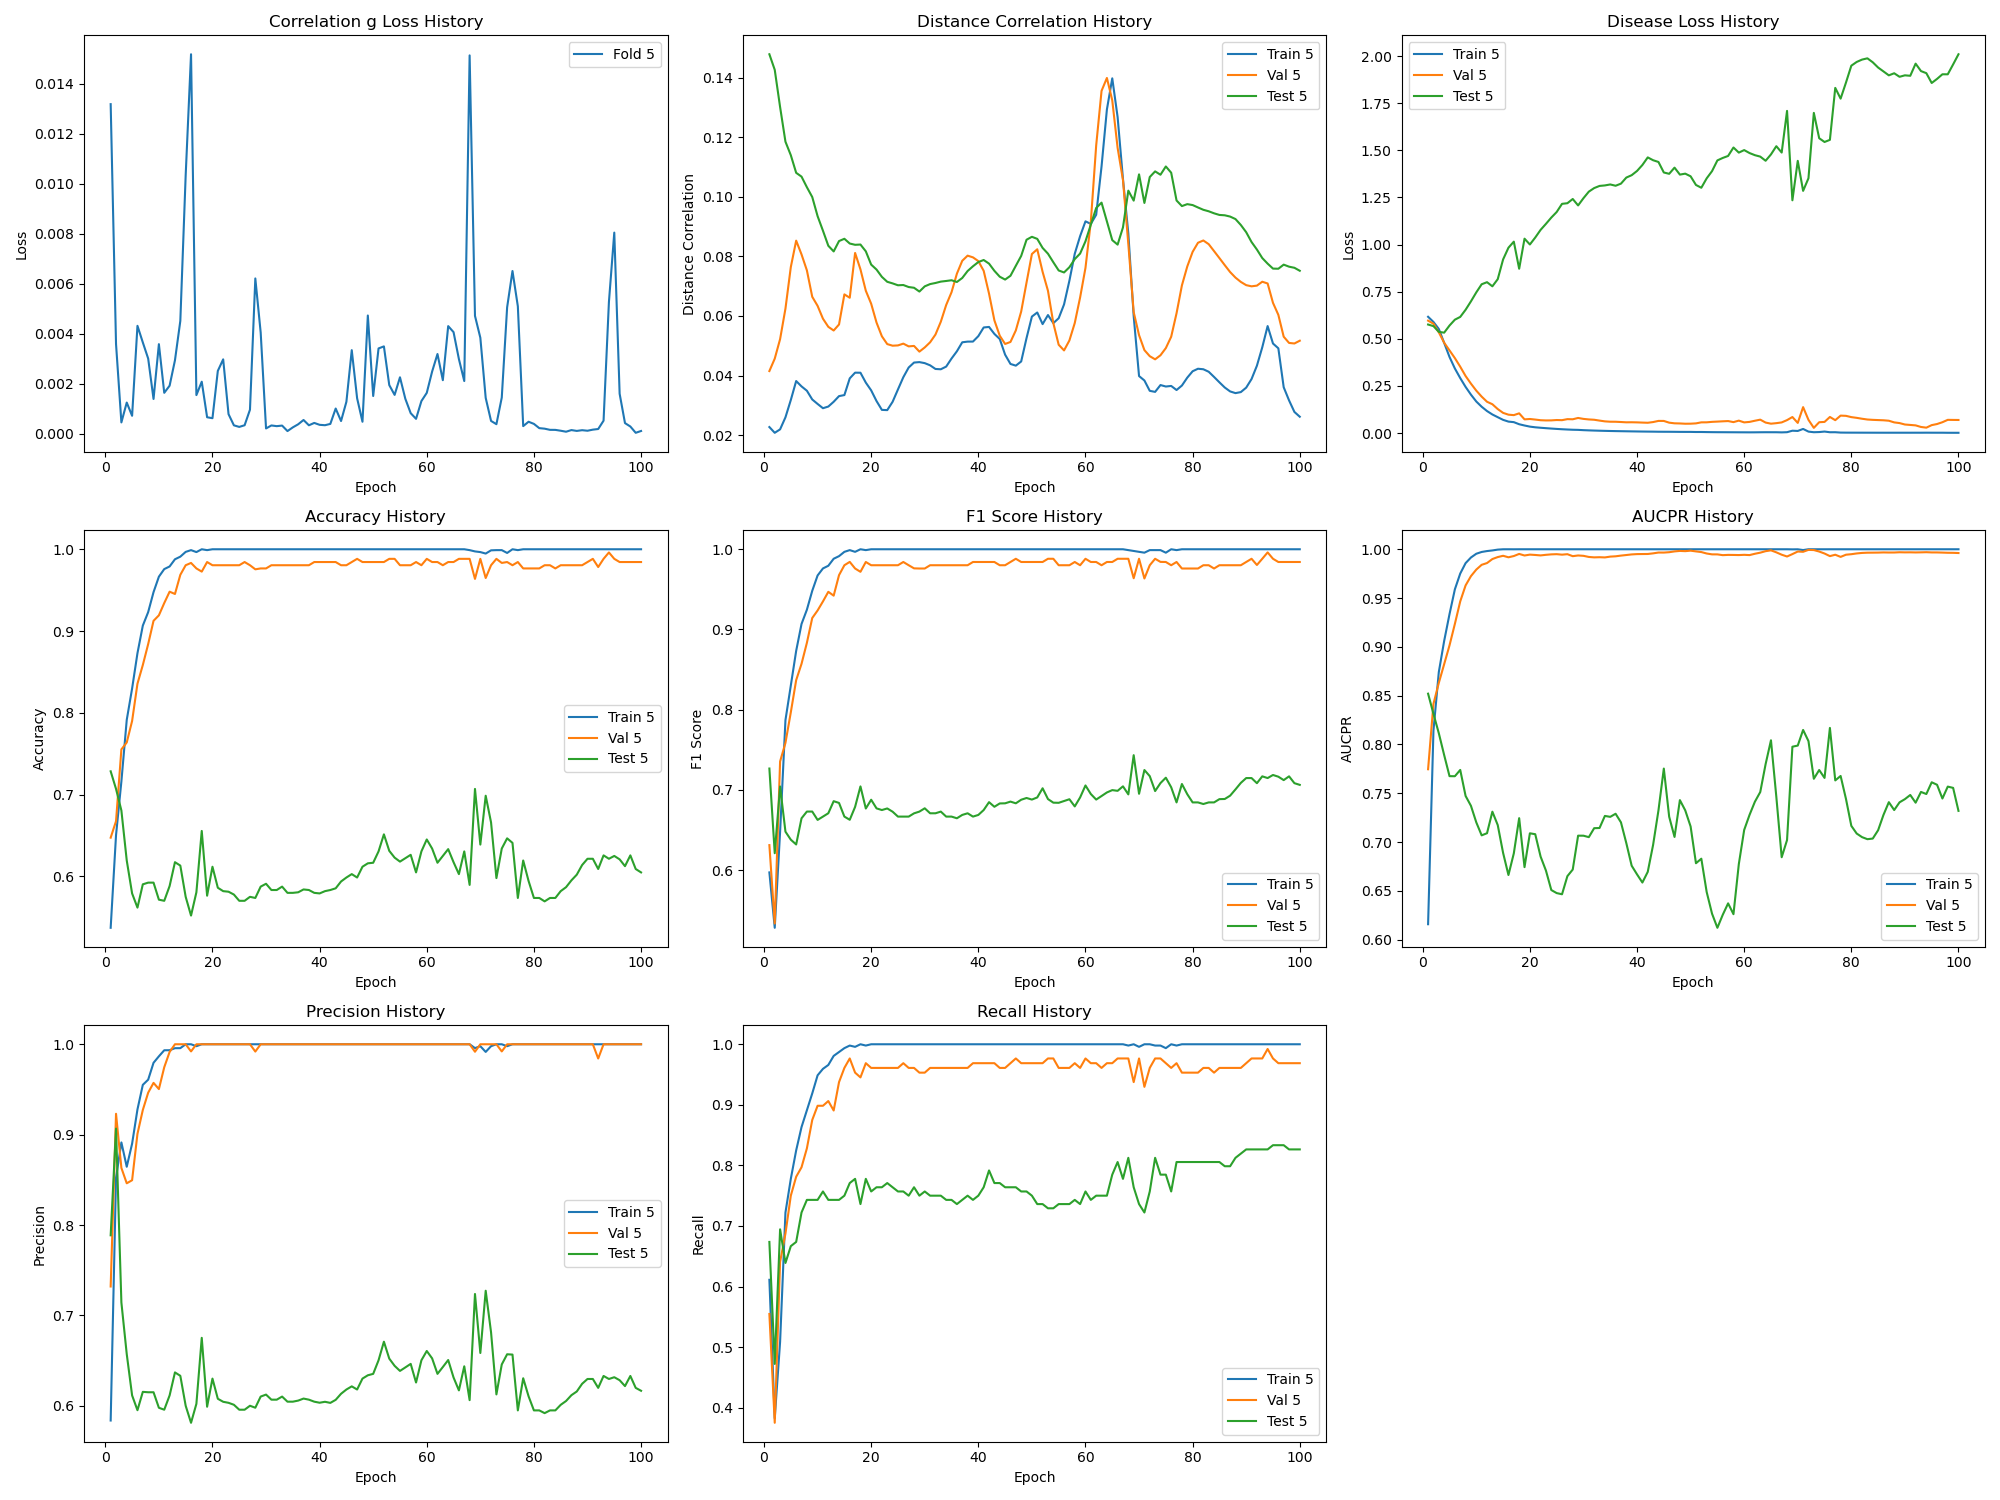 Correlation g Loss History
Loss
0.014
0.012
0.010
0.008
0.006
0.004
0.002
0.000
0 20 40 60 80 100
Epoch
Fold 5
Distance Correlation History
Distance Correlation
0.14
0.12
0.10
0.08
0.06
0.04
0.02
0 20 40 60 80 100
Epoch
Train 5
Val 5
Test 5
Disease Loss History
Loss
2.00
1.75
1.50
1.25
1.00
0.75
0.50
0.25
0.00
0 20 40 60 80 100
Epoch
Train 5
Val 5
Test 5
Accuracy History
Accuracy
1.0
0.9
0.8
0.7
0.6
0 20 40 60 80 100
Epoch
Train 5
Val 5
Test 5
F1 Score History
F1 Score
1.0
0.9
0.8
0.7
0.6
0 20 40 60 80 100
Epoch
Train 5
Val 5
Test 5
AUCPR History
AUCPR
1.00
0.95
0.90
0.85
0.80
0.75
0.70
0.65
0.60
0 20 40 60 80 100
Epoch
Train 5
Val 5
Test 5
Precision History
Precision
1.0
0.9
0.8
0.7
0.6
0 20 40 60 80 100
Epoch
Train 5
Val 5
Test 5
Recall History
Recall
1.0
0.9
0.8
0.7
0.6
0.5
0.4
0 20 40 60 80 100
Epoch
Train 5
Val 5
Test 5